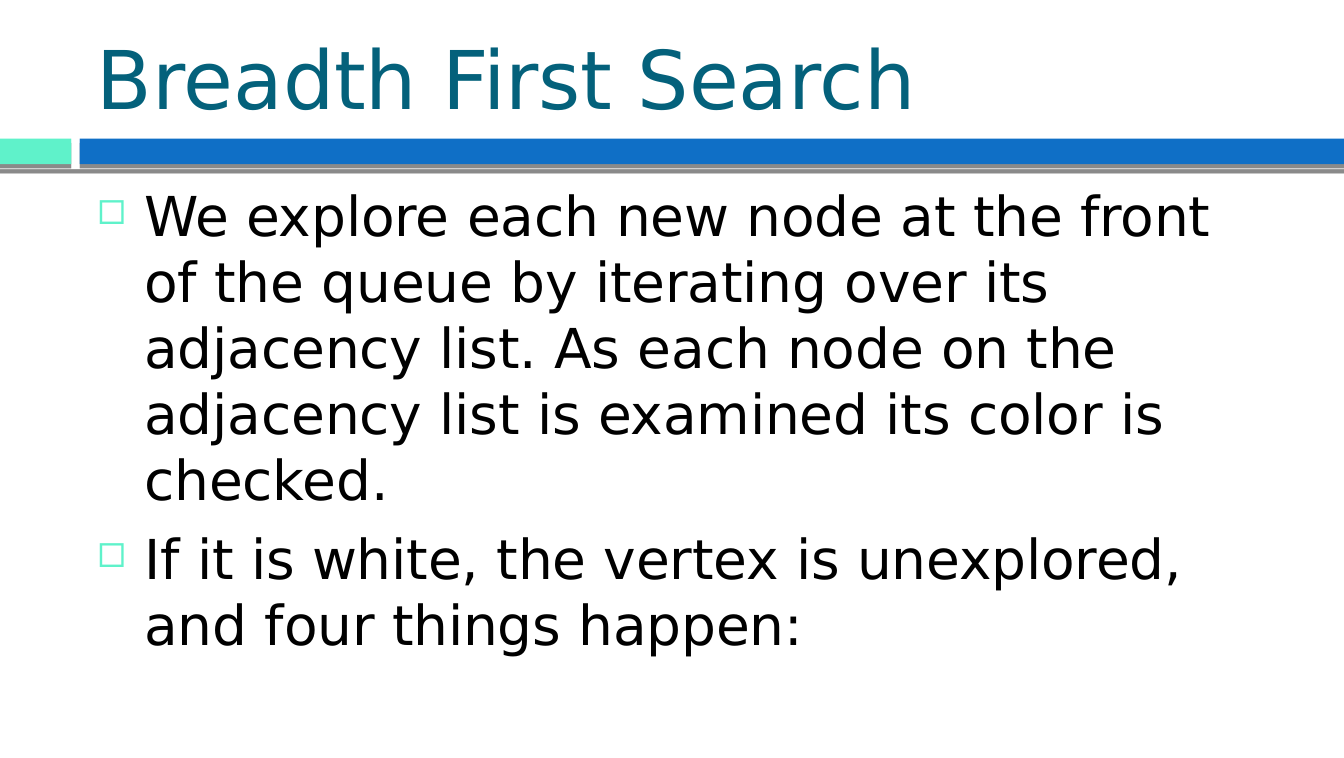 Breadth First Search
We explore each new node at the front
of the queue by iterating over its
adjacency list. As each node on the
adjacency list is examined its color is
checked.
If it is white, the vertex is unexplored,
and four things happen: